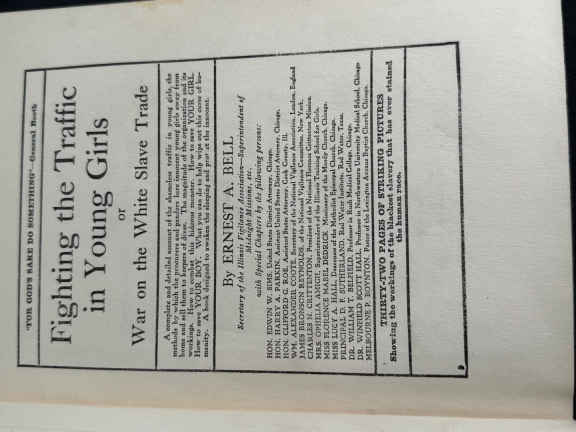 "FOR GOD'S SAKE DO SOMETHING"—General Booth
Fighting the Traffic
in Young Girls
or
War on the White Slave Trade
A complete and detailed account of the shameless traffic in young girls, the
methods by which the procurers and panders lure innocent young girls away from
home and sell them to keepers of dives. The magnitude of the organization and its
workings. How to combat this hideous monster. How to save YOUR GIRL.
How to save YOUR BOY. What you can do to help wipe out this curse of hu-
manity. A book designed to awaken the sleeping and protect the innocent.
By ERNEST A. BELL
Secretary of the Illinois Vigilance Association—Superintendent of
Midnight Missions, etc.
with Special Chapters by the following persons:
HON. EDWIN W. SIMS, United States District Attorney, Chicago.
HON. HARRY A. PARKIN, Assistant United States District Attorney, Chicago.
HON. CLIFFORD G. ROE, Assistant State's Attorney, Cook County, Ill.
WM. ALEXANDER COOTE, Secretary of the National Vigilance Association, London, England
JAMES BRONSON REYNOLDS, of the National Vigilance Committee, New York.
CHARLES N. CRITTENTON, President of the National Florence Crittenton Mission.
MRS. OPHELIA AMIGH, Superintendent of the Illinois Training School for Girls.
MISS FLORENCE MABEL DEDRICK, Missionary of the Moody Church, Chicago.
MISS LUCY A. HALL, Deaconess of the Methodist Episcopal Church, Chicago.
PRINCIPAL D. F. SUTHERLAND, Red Water Institute, Red Water, Texas.
DR. WILLIAM T. BELFIELD, Professor in Rush Medical College, Chicago.
DR. WINFIELD SCOTT HALL, Professor in Northwestern University Medical School, Chicago
MELBOURNE P. BOYNTON, Pastor of the Lexington Avenue Baptist Church, Chicago.
THIRTY-TWO PAGES OF STRIKING PICTURES
Showing the workings of the blackest slavery that has ever stained
the human race.